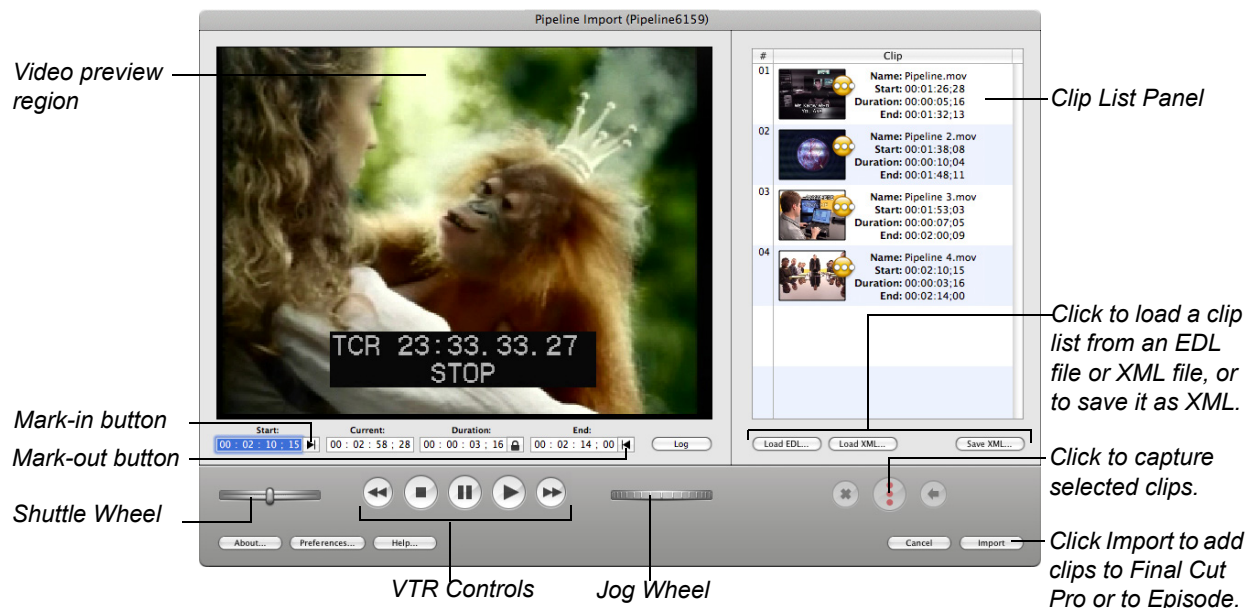 Pipeline Import (Pipeline6159)
Video preview
region
# Clip
01
Name: Pipeline.mov
Start: 00:01:26;28
Duration: 00:00:05;16
End: 00:01:32;13
Clip List Panel
02
Name: Pipeline 2.mov
Start: 00:01:38;08
Duration: 00:00:10;04
End: 00:01:48;11
03
Name: Pipeline 3.mov
Start: 00:01:53;03
Duration: 00:00:07;05
End: 00:02:00;09
04
Name: Pipeline 4.mov
Start: 00:02:10;15
Duration: 00:00:03;16
End: 00:02:14;00
TCR 23:33.33.27
STOP
Click to load a clip
list from an EDL
file or XML file, or
to save it as XML.
Mark-in button
Start: Current: Duration: End:
00 : 02 : 10 ; 15 00 : 02 : 58 ; 28 00 : 00 : 03 ; 16 00 : 02 : 14 ; 00 Log
Load EDL... Load XML... Save XML...
Mark-out button
Click to capture
selected clips.
Shuttle Wheel
About... Preferences... Help...
Cancel Import
Click Import to add
clips to Final Cut
Pro or to Episode.
VTR Controls
Jog Wheel